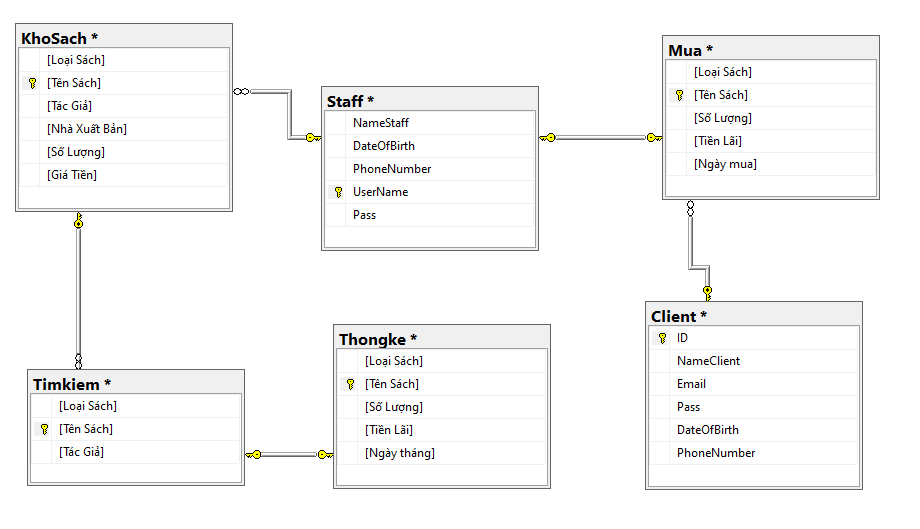 KhoSach *
[Loại Sách]
[Tên Sách]
[Tác Giả]
[Nhà Xuất Bản]
[Số Lượng]
[Giá Tiền]
Staff *
NameStaff
DateOfBirth
PhoneNumber
UserName
Pass
Mua *
[Loại Sách]
[Tên Sách]
[Số Lượng]
[Tiền Lãi]
[Ngày mua]
Timkiem *
[Loại Sách]
[Tên Sách]
[Tác Giả]
Thongke *
[Loại Sách]
[Tên Sách]
[Số Lượng]
[Tiền Lãi]
[Ngày tháng]
Client *
ID
NameClient
Email
Pass
DateOfBirth
PhoneNumber